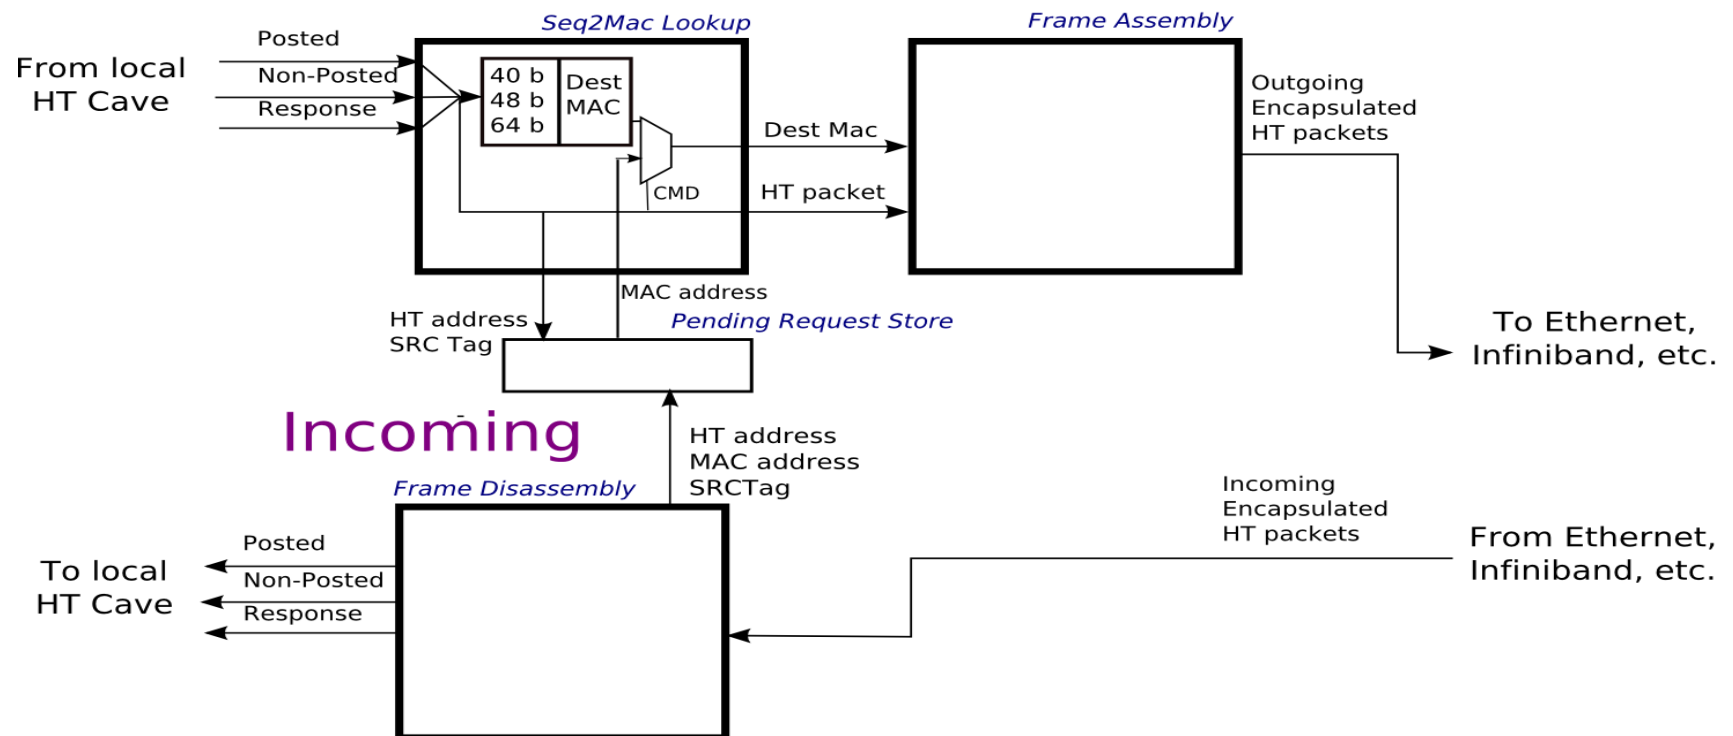 Seq2Mac Lookup
Frame Assembly
From local
HT Cave
Posted
Non-Posted
Response
40 b
48 b
64 b
Dest
MAC
CMD
Dest Mac
HT packet
Outgoing
Encapsulated
HT packets
To Ethernet,
Infiniband, etc.
HT address
SRC Tag
MAC address
Pending Request Store
Incoming
HT address
MAC address
SRCTag
Frame Disassembly
To local
HT Cave
Posted
Non-Posted
Response
Incoming
Encapsulated
HT packets
From Ethernet,
Infiniband, etc.